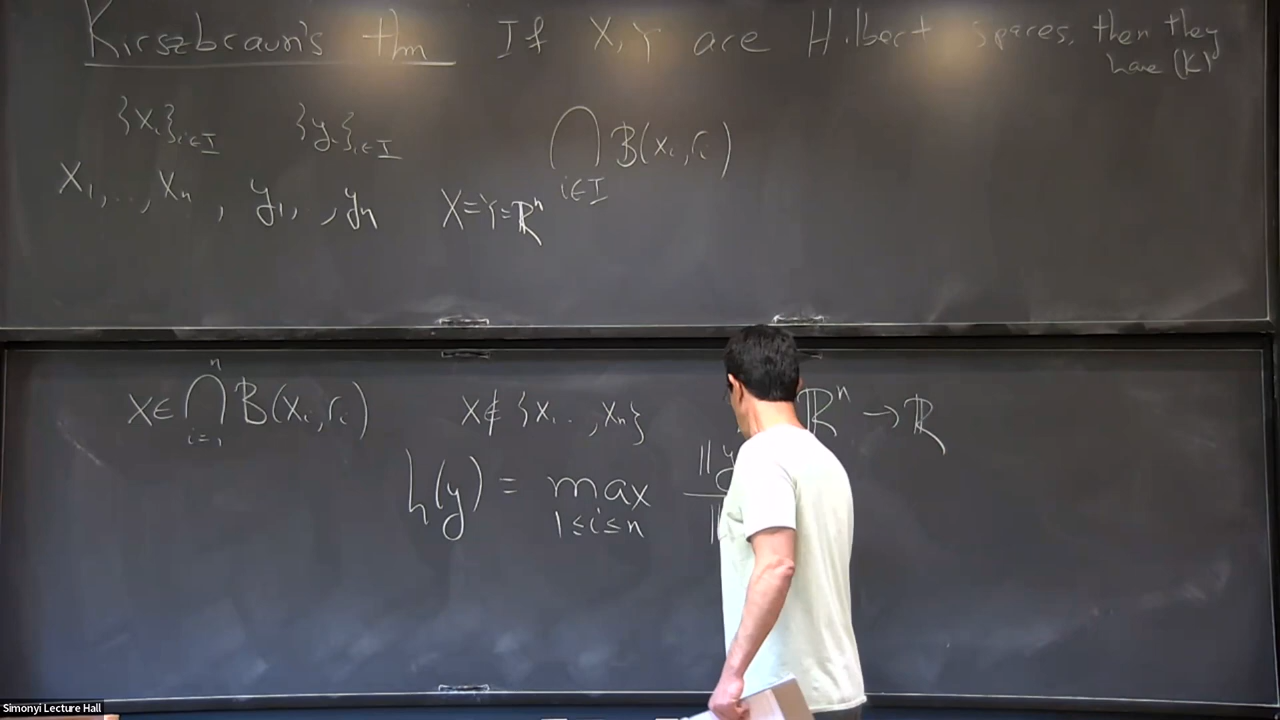 Kirszbraun's thm If X, Y are Hilbert spaces, then they
have (K)
{x_i}_{i∈I} {y_i}_{i∈I} ⋂_{i∈I} B(x_i, r_i)
x_1, .., x_n, y_1, , y_n X=Y=ℝ^n
x ∈ ⋂_{i=1}^n B(x_i, r_i) x ∉ {x_1 .. , x_n} ℝ^n → ℝ
h(y) = max_{1≤i≤n} ||y
Simonyi Lecture Hall